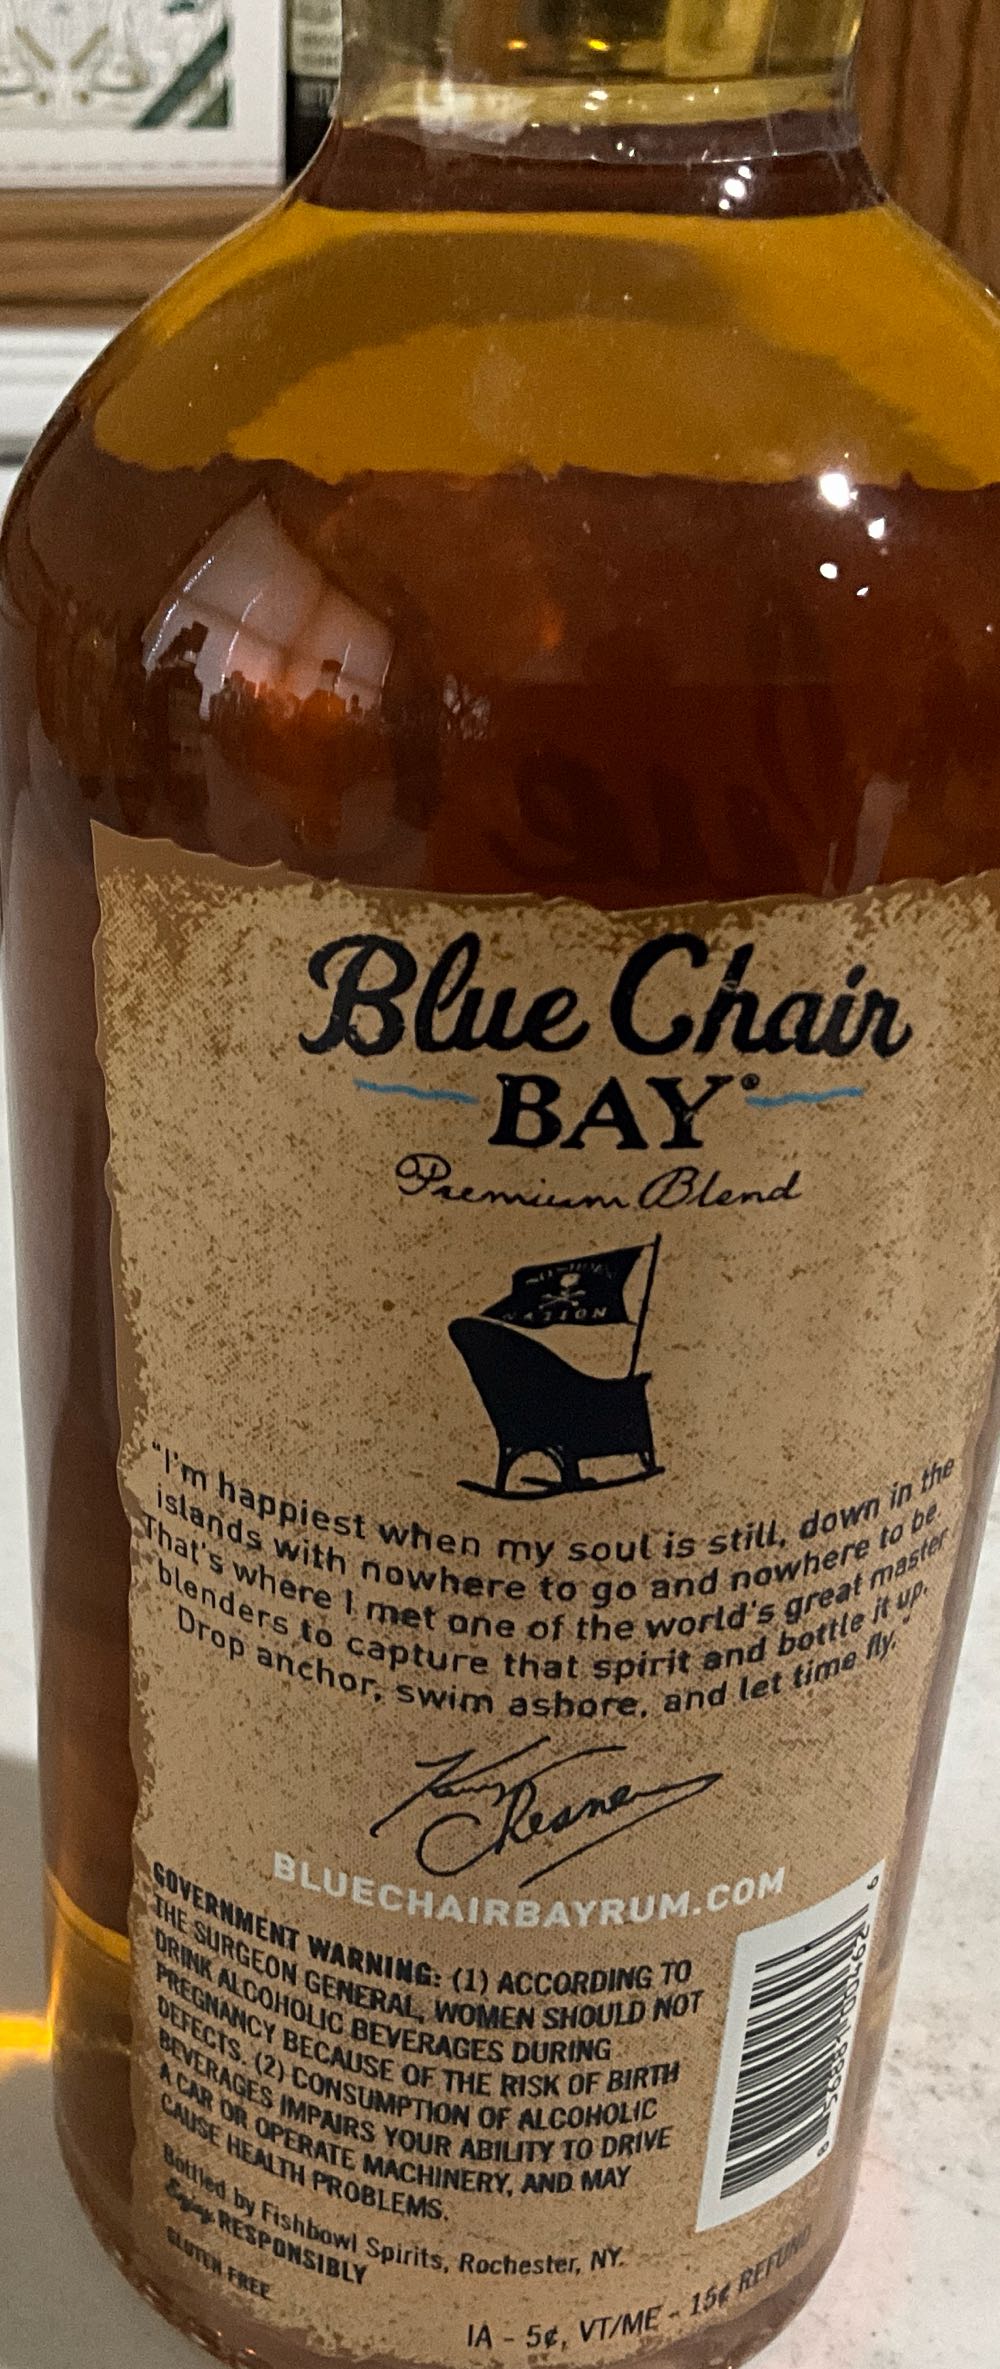 Blue Chair
BAY®
Premium Blend
NATION
"I'm happiest when my soul is still, down in the
islands with nowhere to go and nowhere to be.
That's where I met one of the world's great master
blenders to capture that spirit and bottle it up.
Drop anchor, swim ashore, and let time fly."
Kenny Chesney
BLUECHAIRBAYRUM.COM
GOVERNMENT WARNING: (1) ACCORDING TO
THE SURGEON GENERAL, WOMEN SHOULD NOT
DRINK ALCOHOLIC BEVERAGES DURING
PREGNANCY BECAUSE OF THE RISK OF BIRTH
DEFECTS. (2) CONSUMPTION OF ALCOHOLIC
BEVERAGES IMPAIRS YOUR ABILITY TO DRIVE
A CAR OR OPERATE MACHINERY, AND MAY
CAUSE HEALTH PROBLEMS.
Bottled by Fishbowl Spirits, Rochester, NY.
Enjoy RESPONSIBLY
GLUTEN FREE
IA - 5¢, VT/ME - 15¢ REFUND